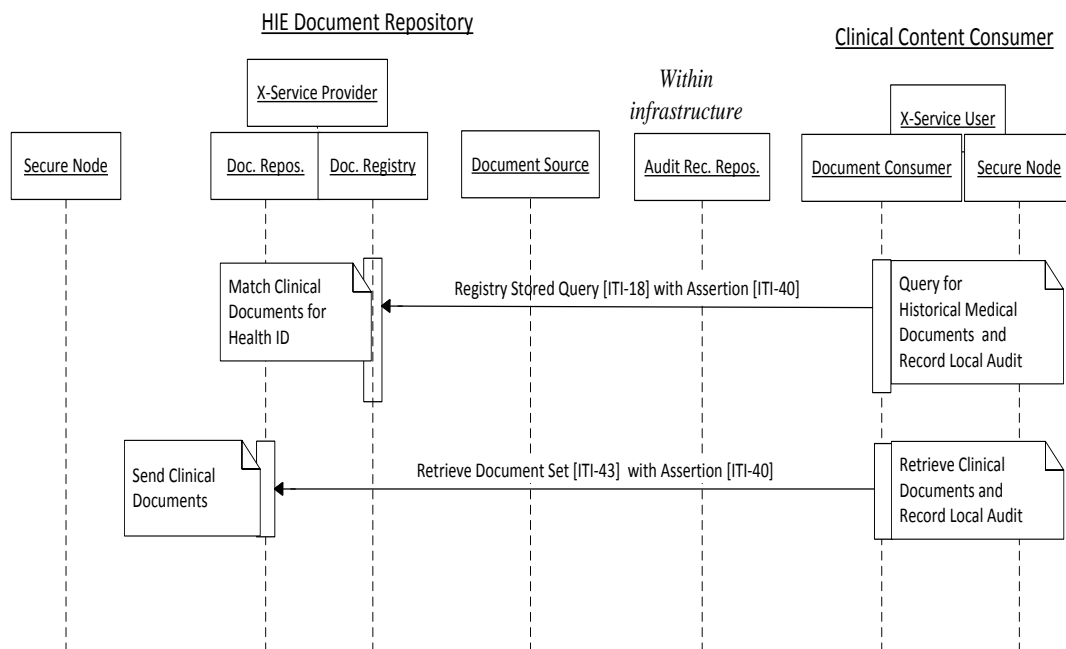 HIE Document Repository
Clinical Content Consumer
X-Service Provider
Within
infrastructure
X-Service User
Secure Node
Doc. Repos.
Doc. Registry
Document Source
Audit Rec. Repos.
Document Consumer
Secure Node
Match Clinical
Documents for
Health ID
Registry Stored Query [ITI-18] with Assertion [ITI-40]
Query for
Historical Medical
Documents and
Record Local Audit
Send Clinical
Documents
Retrieve Document Set [ITI-43] with Assertion [ITI-40]
Retrieve Clinical
Documents and
Record Local Audit